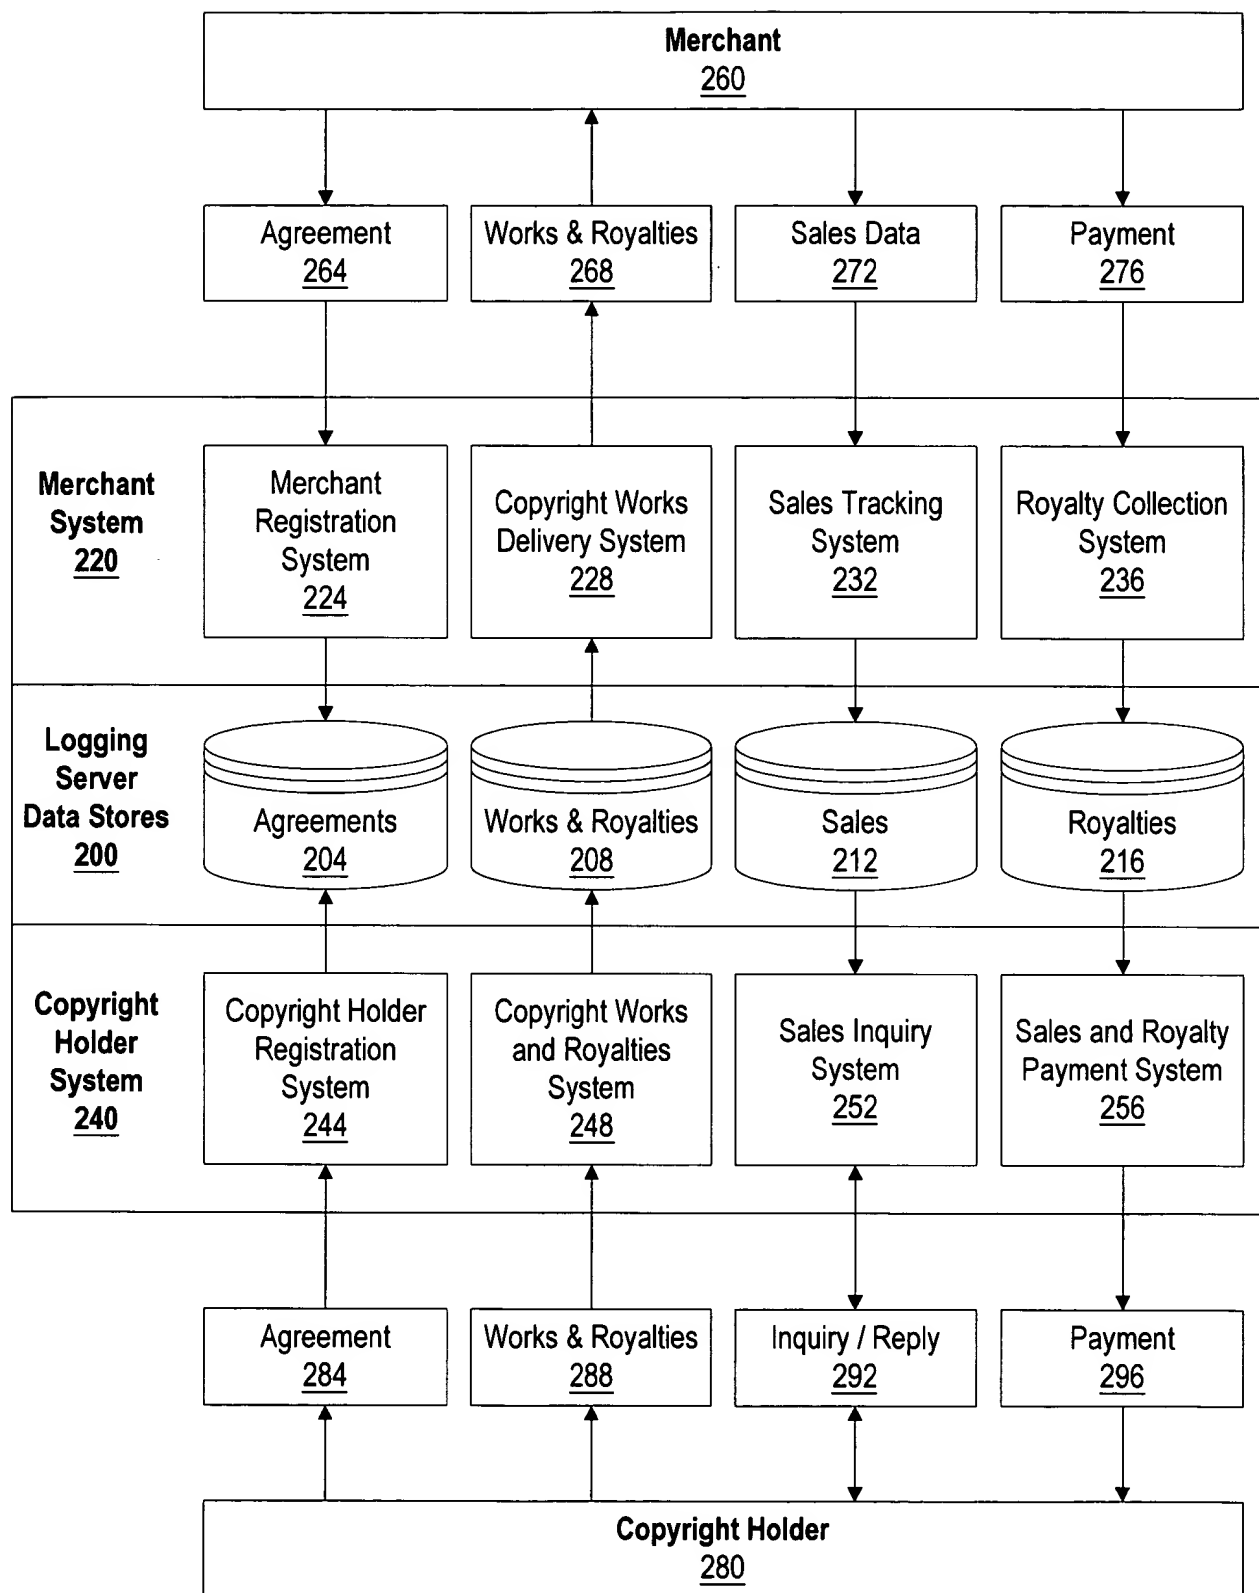 Merchant
260
Agreement
264
Works & Royalties
268
Sales Data
272
Payment
276
Merchant
System
220
Merchant
Registration
System
224
Copyright Works
Delivery System
228
Sales Tracking
System
232
Royalty Collection
System
236
Logging
Server
Data Stores
200
Agreements
204
Works & Royalties
208
Sales
212
Royalties
216
Copyright
Holder
System
240
Copyright Holder
Registration
System
244
Copyright Works
and Royalties
System
248
Sales Inquiry
System
252
Sales and Royalty
Payment System
256
Agreement
284
Works & Royalties
288
Inquiry / Reply
292
Payment
296
Copyright Holder
280